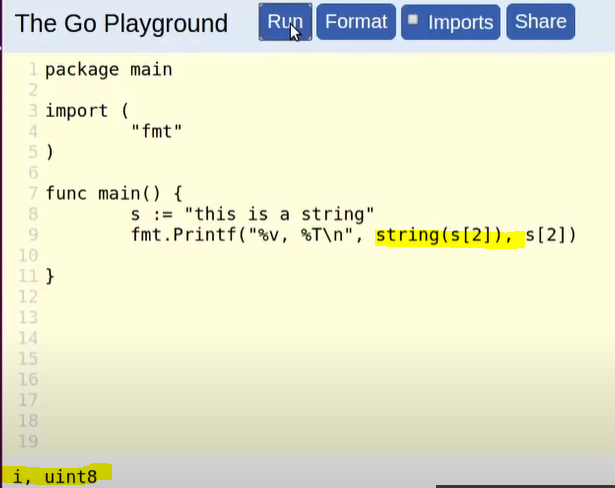 The Go Playground Run Format Imports Share
1 package main
2
3 import (
4 "fmt"
5 )
6
7 func main() {
8 s := "this is a string"
9 fmt.Printf("%v, %T\n", string(s[2]), s[2])
10
11 }
12
13
14
15
16
17
18
19
i, uint8